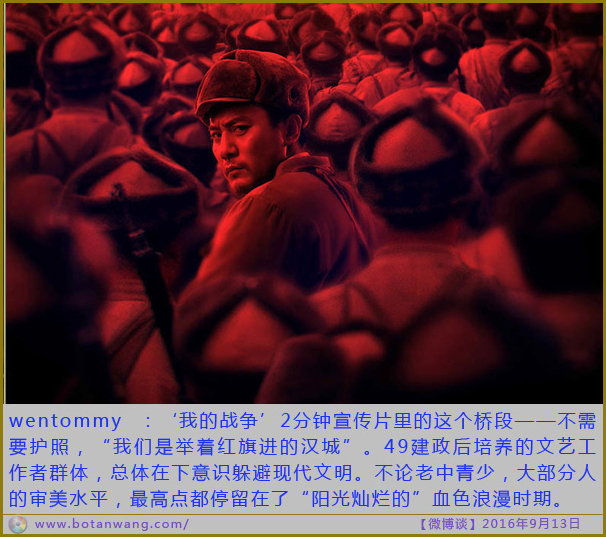 wentommy ：‘我的战争’2分钟宣传片里的这个桥段——不需
要护照，“我们是举着红旗进的汉城”。49建政后培养的文艺工
作者群体，总体在下意识躲避现代文明。不论老中青少，大部分人
的审美水平，最高点都停留在了“阳光灿烂的”血色浪漫时期。
www.botanwang.com/ 【微博谈】2016年9月13日